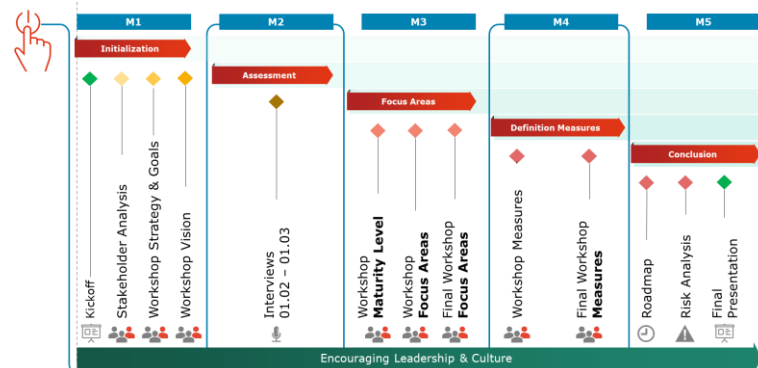 M1
M2
M3
M4
M5
Initialization
Assessment
Focus Areas
Definition Measures
Conclusion
Kickoff
Stakeholder Analysis
Workshop Strategy & Goals
Workshop Vision
Interviews
01.02 – 01.03
Workshop
Maturity Level
Workshop
Focus Areas
Final Workshop
Focus Areas
Workshop Measures
Final Workshop
Measures
Roadmap
Risk Analysis
Final
Presentation
Encouraging Leadership & Culture